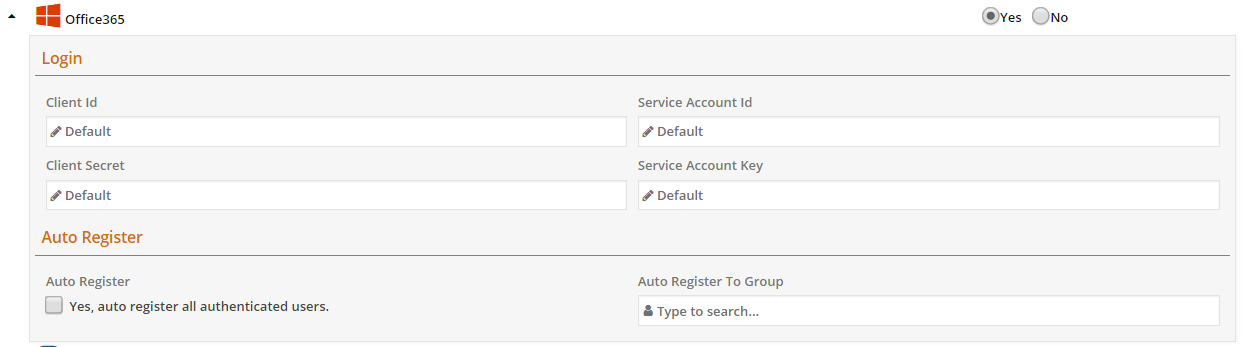 Office365 Yes No
Login
Client Id Service Account Id
Default Default
Client Secret Service Account Key
Default Default
Auto Register
Auto Register Auto Register To Group
Yes, auto register all authenticated users. Type to search...